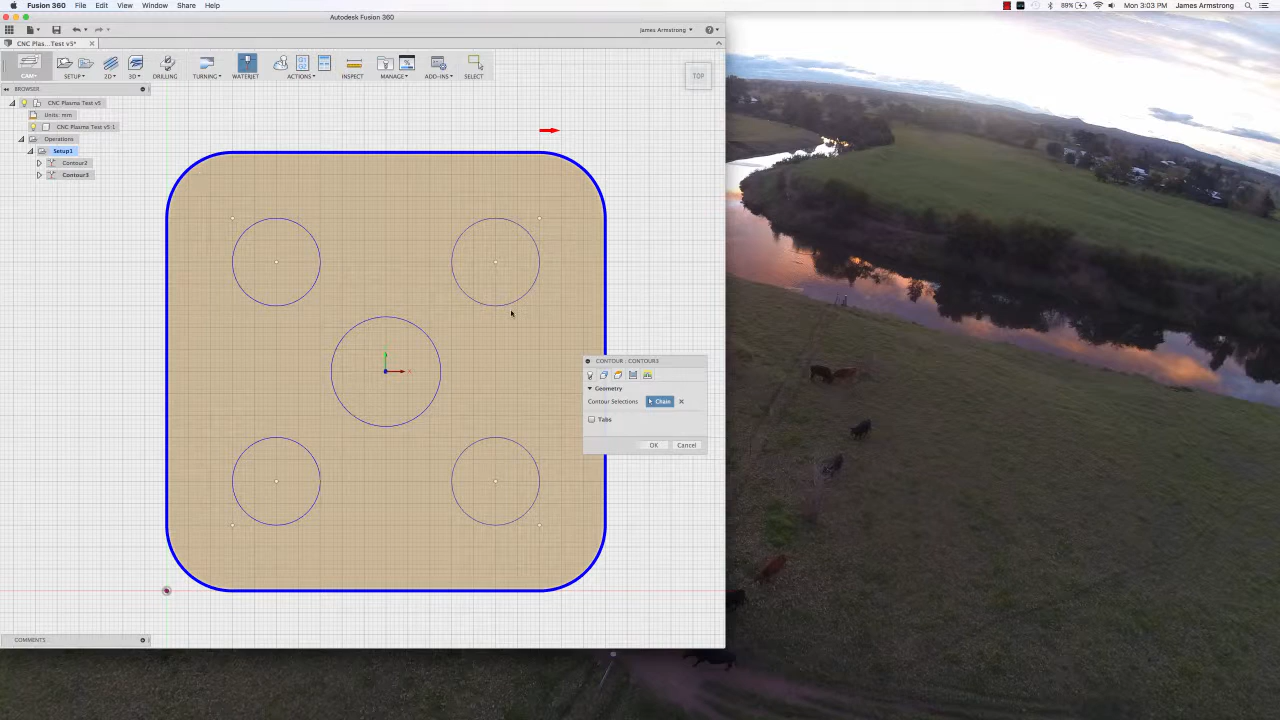 Fusion 360 File Edit View Window Share Help
89% Mon 3:03 PM James Armstrong
Autodesk Fusion 360
James Armstrong
CNC Plas...Test v5*
CAM SETUP 2D 3D DRILLING TURNING WATERJET ACTIONS INSPECT MANAGE ADD-INS SELECT
G1
G2
TOP
BROWSER
CNC Plasma Test v5
Units: mm
CNC Plasma Test v5:1
Operations
Setup1
Contour2
Contour3
X
CONTOUR : CONTOUR3
Geometry
Contour Selections Chain
Tabs
OK Cancel
COMMENTS